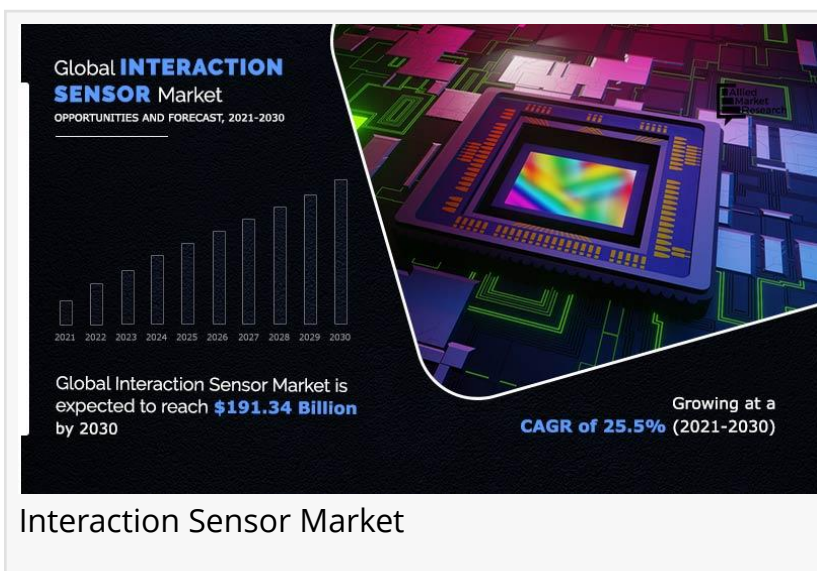 Global INTERACTION
SENSOR Market
OPPORTUNITIES AND FORECAST, 2021-2030
Allied
Market
Research
2021 2022 2023 2024 2025 2026 2027 2028 2029 2030
Global Interaction Sensor Market is
expected to reach $191.34 Billion
by 2030
Growing at a
CAGR of 25.5% (2021-2030)
Interaction Sensor Market